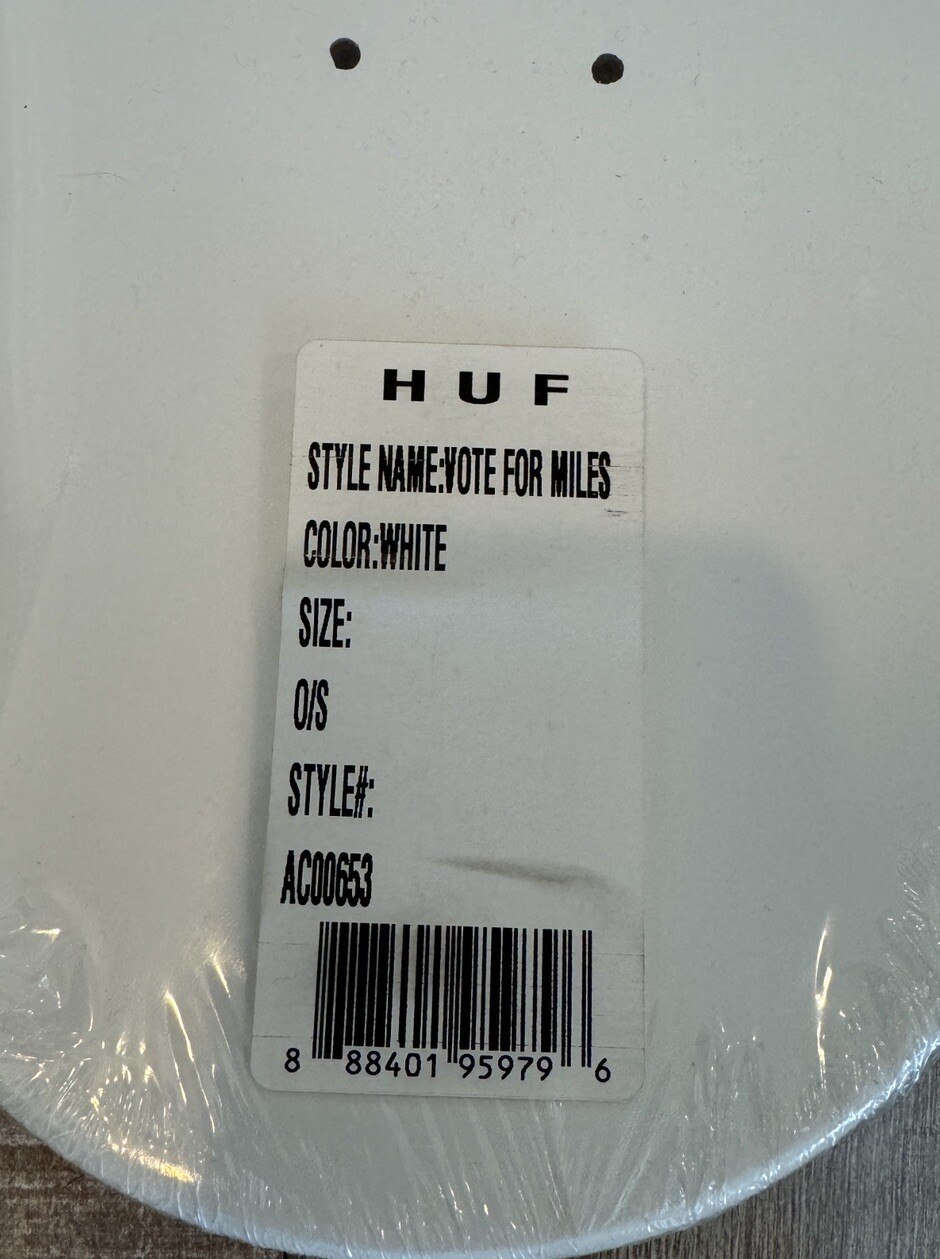 HUF
STYLE NAME:VOTE FOR MILES
COLOR:WHITE
SIZE:
O/S
STYLE#:
AC00653
8 88401 95979 6